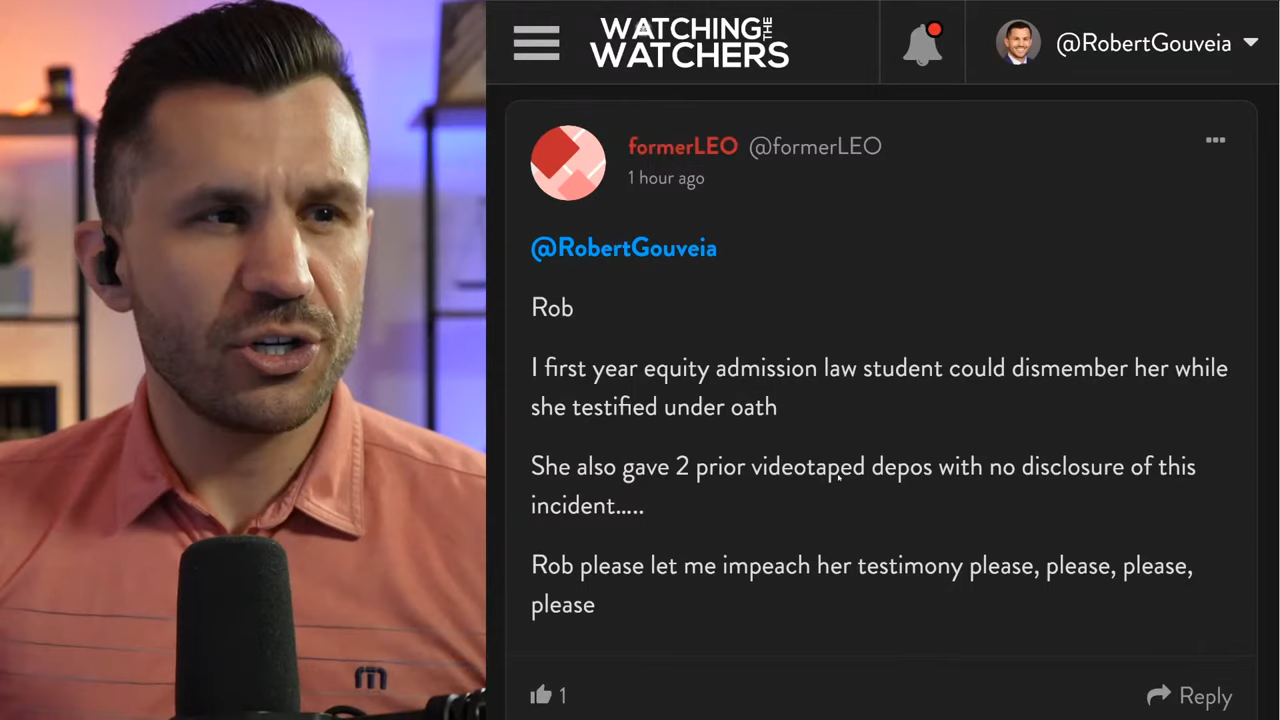 WATCHING THE
WATCHERS
@RobertGouveia
formerLEO @formerLEO
1 hour ago
@RobertGouveia
Rob
I first year equity admission law student could dismember her while
she testified under oath
She also gave 2 prior videotaped depos with no disclosure of this
incident.....
Rob please let me impeach her testimony please, please, please,
please
1
Reply
m